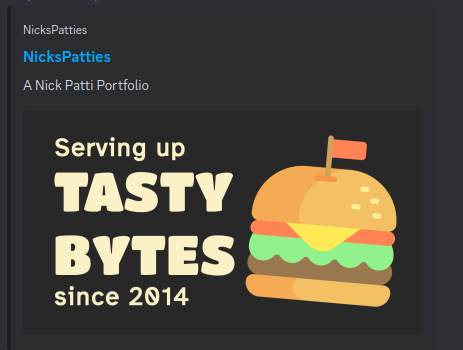 NicksPatties
NicksPatties
A Nick Patti Portfolio
Serving up
TASTY
BYTES
since 2014